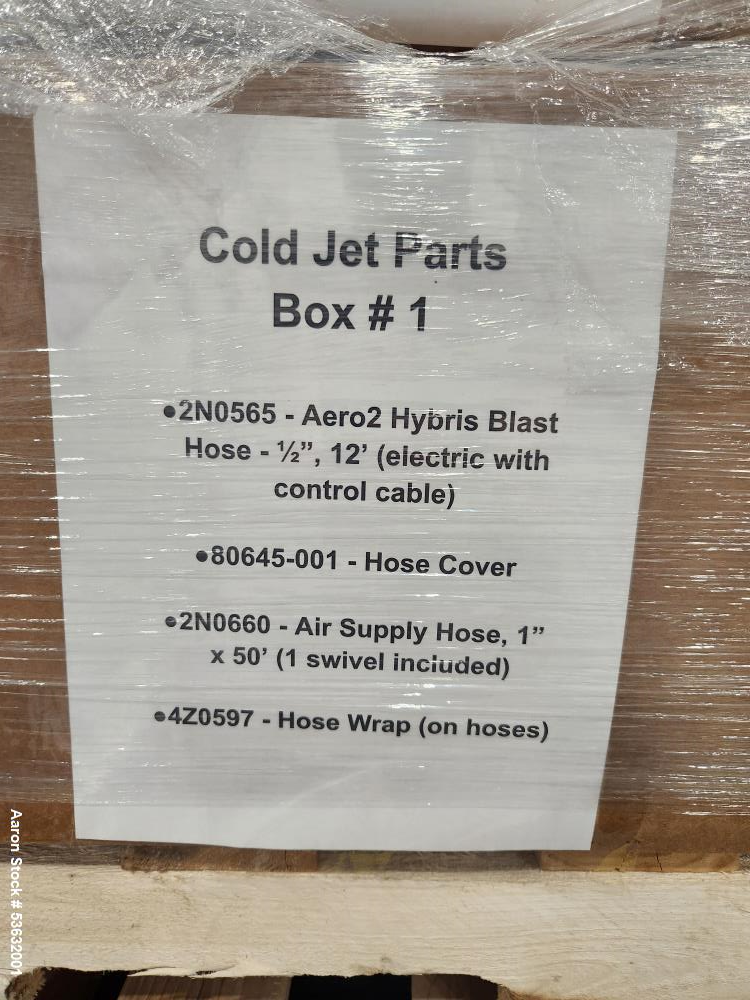 Cold Jet Parts
Box # 1
•2N0565 - Aero2 Hybris Blast
Hose - ½”, 12’ (electric with
control cable)
•80645-001 - Hose Cover
•2N0660 - Air Supply Hose, 1”
x 50’ (1 swivel included)
•4Z0597 - Hose Wrap (on hoses)
Aaron Stock # 53632001